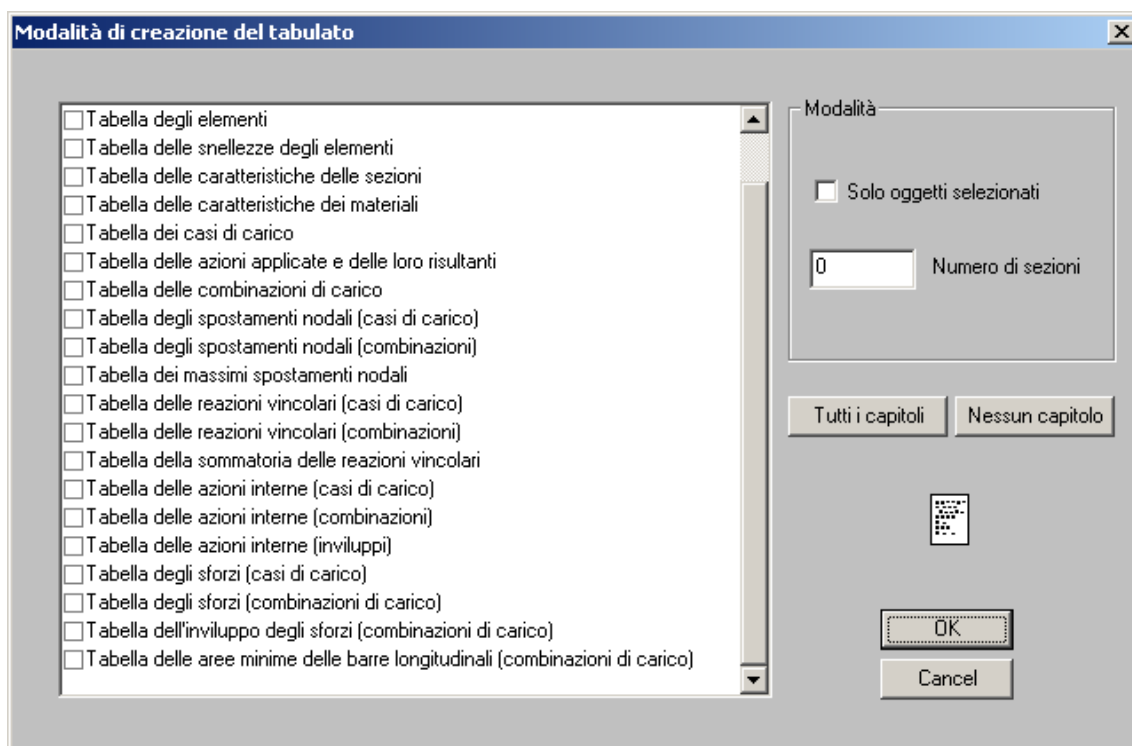 Modalità di creazione del tabulato
Tabella degli elementi
Tabella delle snellezze degli elementi
Tabella delle caratteristiche delle sezioni
Tabella delle caratteristiche dei materiali
Tabella dei casi di carico
Tabella delle azioni applicate e delle loro risultanti
Tabella delle combinazioni di carico
Tabella degli spostamenti nodali (casi di carico)
Tabella degli spostamenti nodali (combinazioni)
Tabella dei massimi spostamenti nodali
Tabella delle reazioni vincolari (casi di carico)
Tabella delle reazioni vincolari (combinazioni)
Tabella della sommatoria delle reazioni vincolari
Tabella delle azioni interne (casi di carico)
Tabella delle azioni interne (combinazioni)
Tabella delle azioni interne (inviluppi)
Tabella degli sforzi (casi di carico)
Tabella degli sforzi (combinazioni di carico)
Tabella dell'inviluppo degli sforzi (combinazioni di carico)
Tabella delle aree minime delle barre longitudinali (combinazioni di carico)
Modalità
Solo oggetti selezionati
0 Numero di sezioni
Tutti i capitoli Nessun capitolo
OK
Cancel